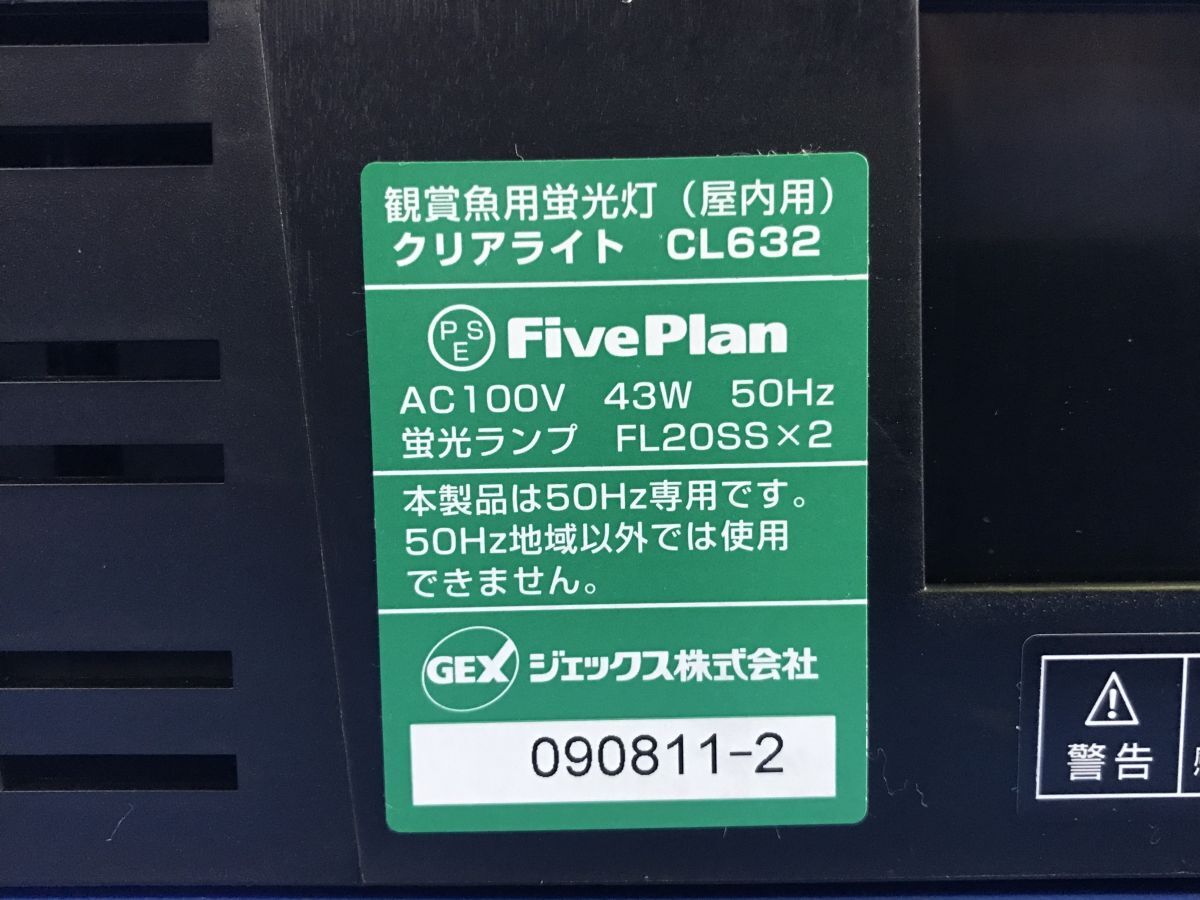 観賞魚用蛍光灯（屋内用）
クリアライト CL632
PSE FivePlan
AC100V 43W 50Hz
蛍光ランプ FL20SS×2
本製品は50Hz専用です。
50Hz地域以外では使用
できません。
GEX ジェックス株式会社
090811-2
警告